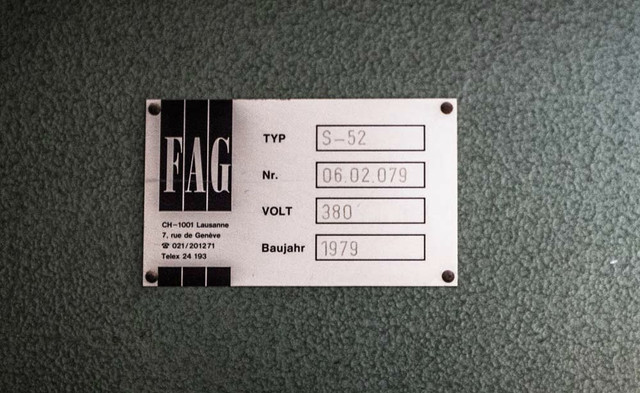 FAG
CH-1001 Lausanne
7, rue de Genève
☎ 021/201271
Telex 24 193
TYP S-52
Nr. 06.02.079
VOLT 380
Baujahr 1979